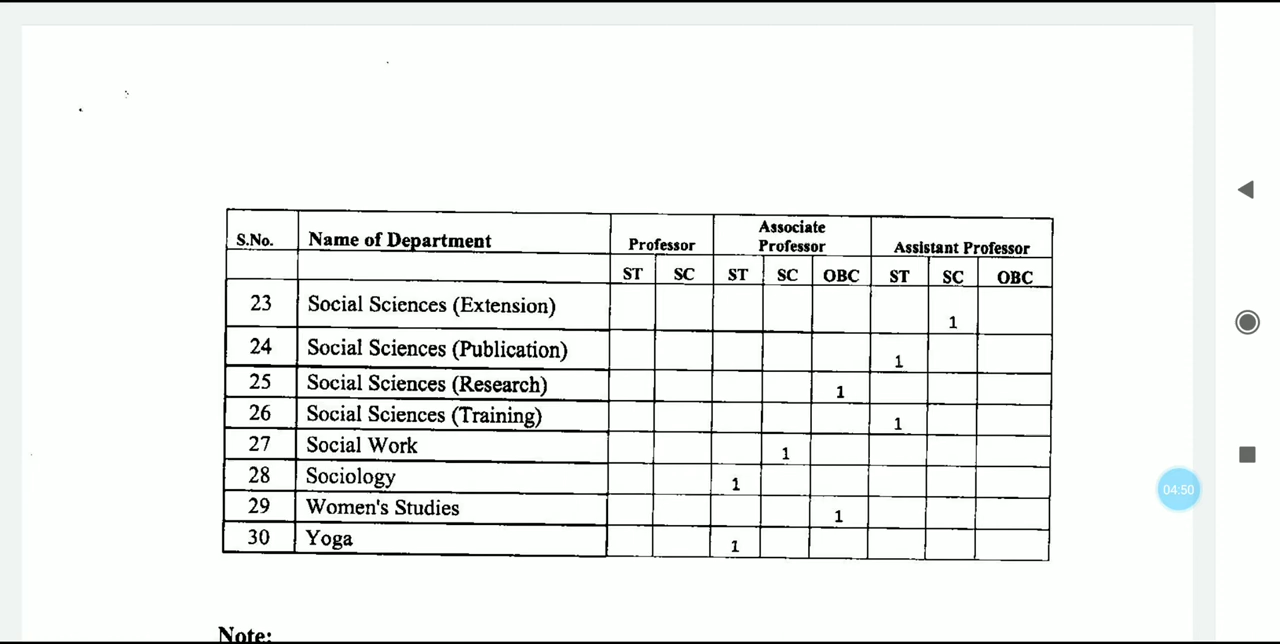 S.No. Name of Department Professor Associate Professor Assistant Professor
ST SC ST SC OBC ST SC OBC
23 Social Sciences (Extension) 1
24 Social Sciences (Publication) 1
25 Social Sciences (Research) 1
26 Social Sciences (Training) 1
27 Social Work 1
28 Sociology 1
29 Women's Studies 1
30 Yoga 1
04:50
Note: